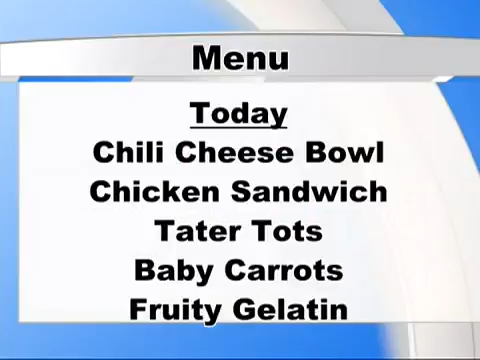 Menu
Today
Chili Cheese Bowl
Chicken Sandwich
Tater Tots
Baby Carrots
Fruity Gelatin